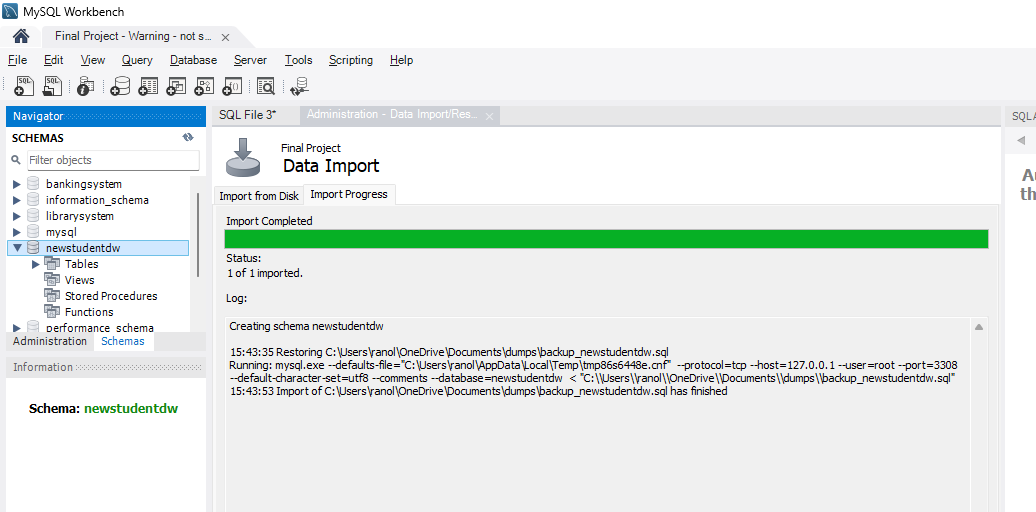 MySQL Workbench
Final Project - Warning - not s...
File Edit View Query Database Server Tools Scripting Help
Navigator
SCHEMAS
Filter objects
bankingsystem
information_schema
librarysystem
mysql
newstudentdw
Tables
Views
Stored Procedures
Functions
performance_schema
Administration Schemas
Information
Schema: newstudentdw
SQL File 3* Administration - Data Import/Res...
Final Project
Data Import
Import from Disk Import Progress
Import Completed
Status:
1 of 1 imported.
Log:
Creating schema newstudentdw
15:43:35 Restoring C:\Users\ranol\OneDrive\Documents\dumps\backup_newstudentdw.sql
Running: mysql.exe --defaults-file="C:\Users\ranol\AppData\Local\Temp\tmp86s6448e.cnf" --protocol=tcp --host=127.0.0.1 --user=root --port=3308
--default-character-set=utf8 --comments --database=newstudentdw < "C:\\Users\\ranol\\OneDrive\\Documents\\dumps\\backup_newstudentdw.sql"
15:43:53 Import of C:\Users\ranol\OneDrive\Documents\dumps\backup_newstudentdw.sql has finished